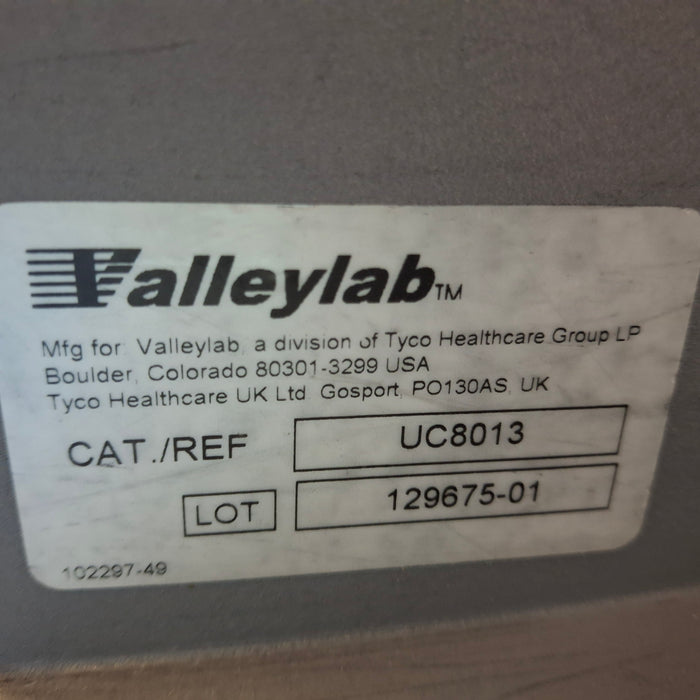 Valleylab™
Mfg for Valleylab, a division of Tyco Healthcare Group LP
Boulder, Colorado 80301-3299 USA
Tyco Healthcare UK Ltd Gosport, PO130AS, UK
CAT./REF UC8013
LOT 129675-01
102297-49